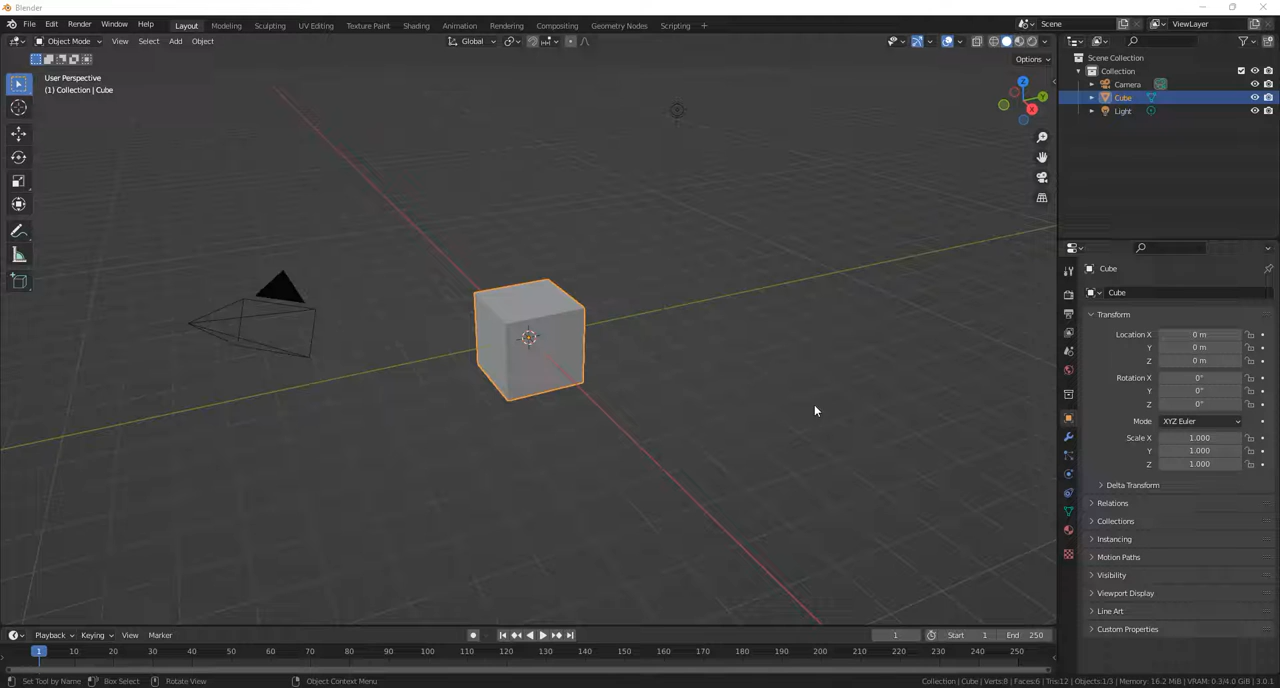 Blender
File Edit Render Window Help Layout Modeling Sculpting UV Editing Texture Paint Shading Animation Rendering Compositing Geometry Nodes Scripting + Scene ViewLayer
Object Mode View Select Add Object Global
Options
User Perspective
(1) Collection | Cube
Z
Y
X
Scene Collection
Collection
Camera
Cube
Light
Cube
Cube
Transform
Location X 0 m
Y 0 m
Z 0 m
Rotation X 0°
Y 0°
Z 0°
Mode XYZ Euler
Scale X 1.000
Y 1.000
Z 1.000
Delta Transform
Relations
Collections
Instancing
Motion Paths
Visibility
Viewport Display
Line Art
Custom Properties
Playback Keying View Marker 1 Start 1 End 250
1 10 20 30 40 50 60 70 80 90 100 110 120 130 140 150 160 170 180 190 200 210 220 230 240 250
Set Tool by Name Box Select Rotate View Object Context Menu Collection | Cube | Verts:8 | Faces:6 | Tris:12 | Objects:1/3 | Memory: 16.2 MiB | VRAM: 0.3/4.0 GiB | 3.0.1